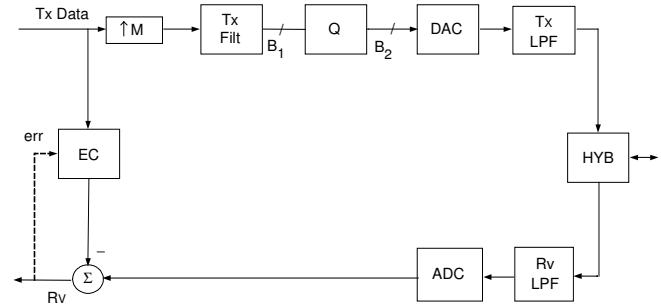 Tx Data
↑M
Tx
Filt
B1
Q
B2
DAC
Tx
LPF
err
EC
HYB
–
Σ
Rv
ADC
Rv
LPF